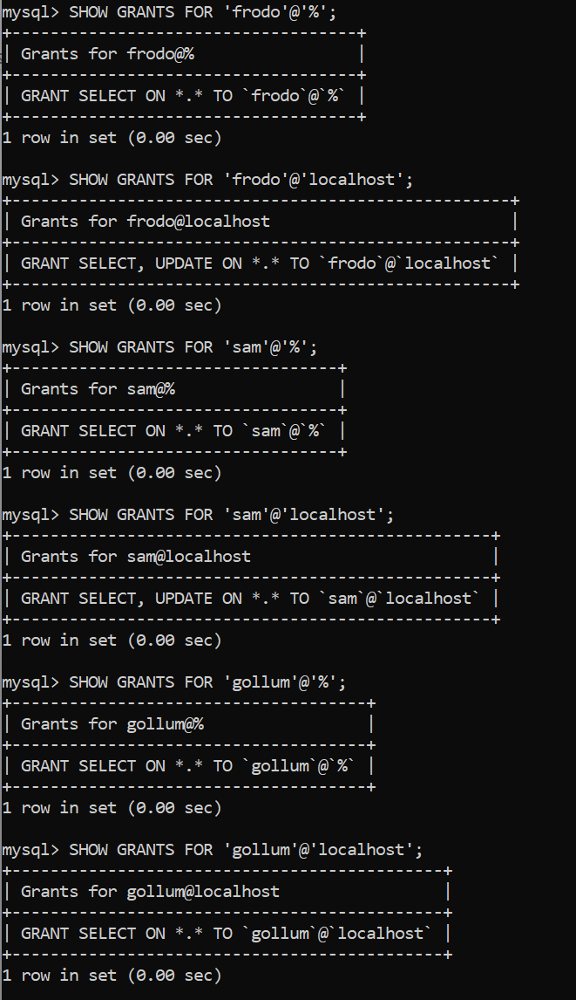 mysql> SHOW GRANTS FOR 'frodo'@'%';
+------------------------------------+
| Grants for frodo@%                 |
+------------------------------------+
| GRANT SELECT ON *.* TO `frodo`@`%` |
+------------------------------------+
1 row in set (0.00 sec)

mysql> SHOW GRANTS FOR 'frodo'@'localhost';
+----------------------------------------------------+
| Grants for frodo@localhost                         |
+----------------------------------------------------+
| GRANT SELECT, UPDATE ON *.* TO `frodo`@`localhost` |
+----------------------------------------------------+
1 row in set (0.00 sec)

mysql> SHOW GRANTS FOR 'sam'@'%';
+----------------------------------+
| Grants for sam@%                 |
+----------------------------------+
| GRANT SELECT ON *.* TO `sam`@`%` |
+----------------------------------+
1 row in set (0.00 sec)

mysql> SHOW GRANTS FOR 'sam'@'localhost';
+--------------------------------------------------+
| Grants for sam@localhost                         |
+--------------------------------------------------+
| GRANT SELECT, UPDATE ON *.* TO `sam`@`localhost` |
+--------------------------------------------------+
1 row in set (0.00 sec)

mysql> SHOW GRANTS FOR 'gollum'@'%';
+-------------------------------------+
| Grants for gollum@%                 |
+-------------------------------------+
| GRANT SELECT ON *.* TO `gollum`@`%` |
+-------------------------------------+
1 row in set (0.00 sec)

mysql> SHOW GRANTS FOR 'gollum'@'localhost';
+---------------------------------------------+
| Grants for gollum@localhost                 |
+---------------------------------------------+
| GRANT SELECT ON *.* TO `gollum`@`localhost` |
+---------------------------------------------+
1 row in set (0.00 sec)